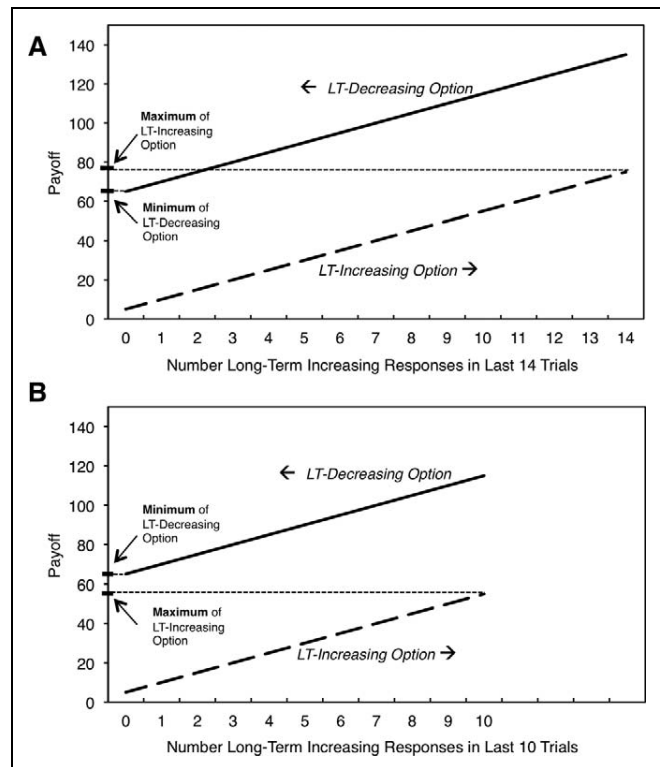 A
140
120
100
80
60
40
20
0
Payoff
← LT-Decreasing Option
Maximum of
LT-Increasing
Option
Minimum of
LT-Decreasing
Option
LT-Increasing Option →
0 1 2 3 4 5 6 7 8 9 10 11 12 13 14
Number Long-Term Increasing Responses in Last 14 Trials
B
140
120
100
80
60
40
20
0
Payoff
← LT-Decreasing Option
Minimum of
LT-Decreasing
Option
Maximum of
LT-Increasing
Option
LT-Increasing Option →
0 1 2 3 4 5 6 7 8 9 10
Number Long-Term Increasing Responses in Last 10 Trials